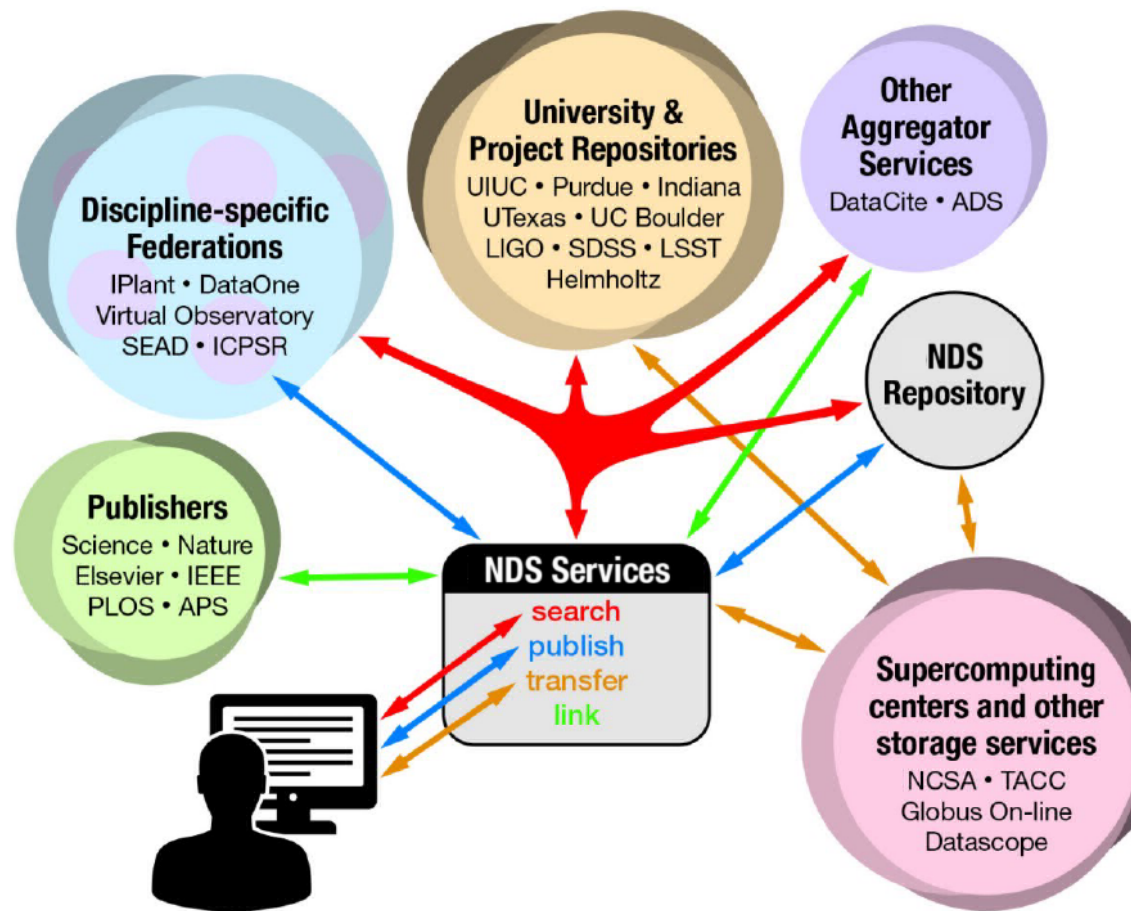 University &
Project Repositories
UIUC • Purdue • Indiana
UTexas • UC Boulder
LIGO • SDSS • LSST
Helmholtz
Other
Aggregator
Services
DataCite • ADS
Discipline-specific
Federations
IPlant • DataOne
Virtual Observatory
SEAD • ICPSR
NDS
Repository
Publishers
Science • Nature
Elsevier • IEEE
PLOS • APS
NDS Services
search
publish
transfer
link
Supercomputing
centers and other
storage services
NCSA • TACC
Globus On-line
Datascope